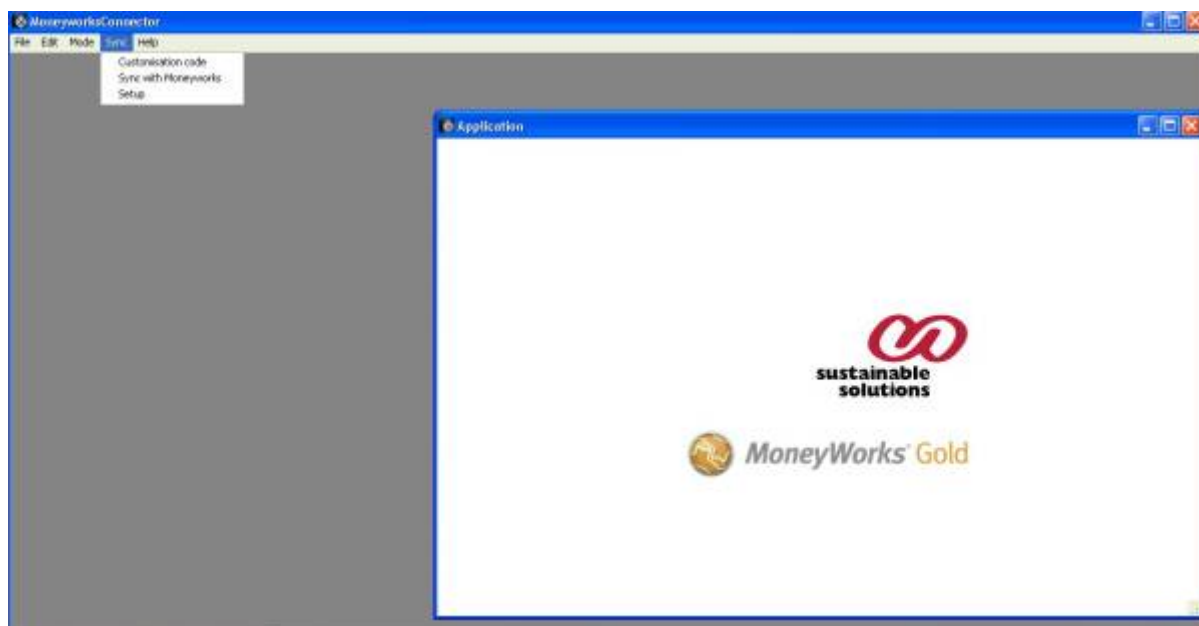 MoneyworksConnector
File Edit Mode Sync Help
Customisation code
Sync with Moneyworks
Setup
Application
sustainable
solutions
MoneyWorks Gold